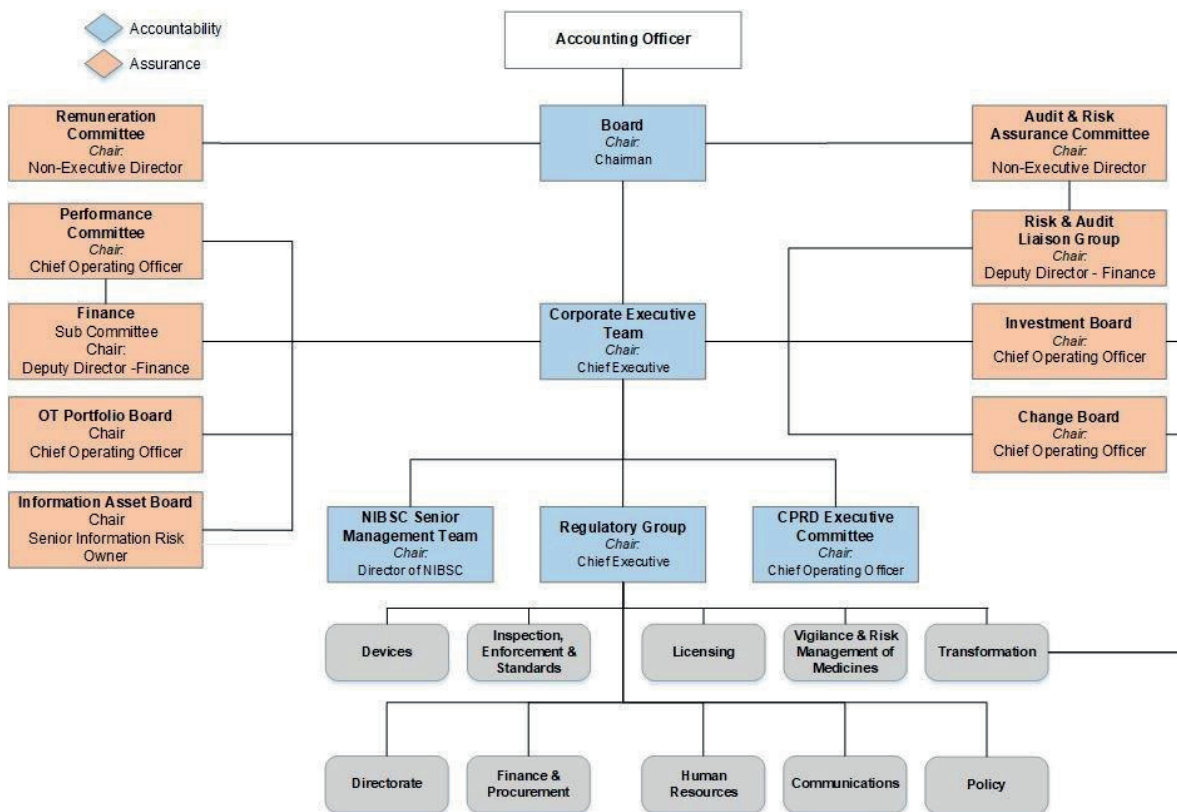 Accountability
Assurance
Accounting Officer
Remuneration
Committee
Chair:
Non-Executive Director
Board
Chair:
Chairman
Audit & Risk
Assurance Committee
Chair:
Non-Executive Director
Performance
Committee
Chair:
Chief Operating Officer
Risk & Audit
Liaison Group
Chair:
Deputy Director - Finance
Finance
Sub Committee
Chair:
Deputy Director -Finance
Corporate Executive
Team
Chair:
Chief Executive
Investment Board
Chair:
Chief Operating Officer
OT Portfolio Board
Chair
Chief Operating Officer
Change Board
Chair:
Chief Operating Officer
Information Asset Board
Chair
Senior Information Risk
Owner
NIBSC Senior
Management Team
Chair:
Director of NIBSC
Regulatory Group
Chair:
Chief Executive
CPRD Executive
Committee
Chair:
Chief Operating Officer
Devices
Inspection,
Enforcement &
Standards
Licensing
Vigilance & Risk
Management of
Medicines
Transformation
Directorate
Finance &
Procurement
Human
Resources
Communications
Policy